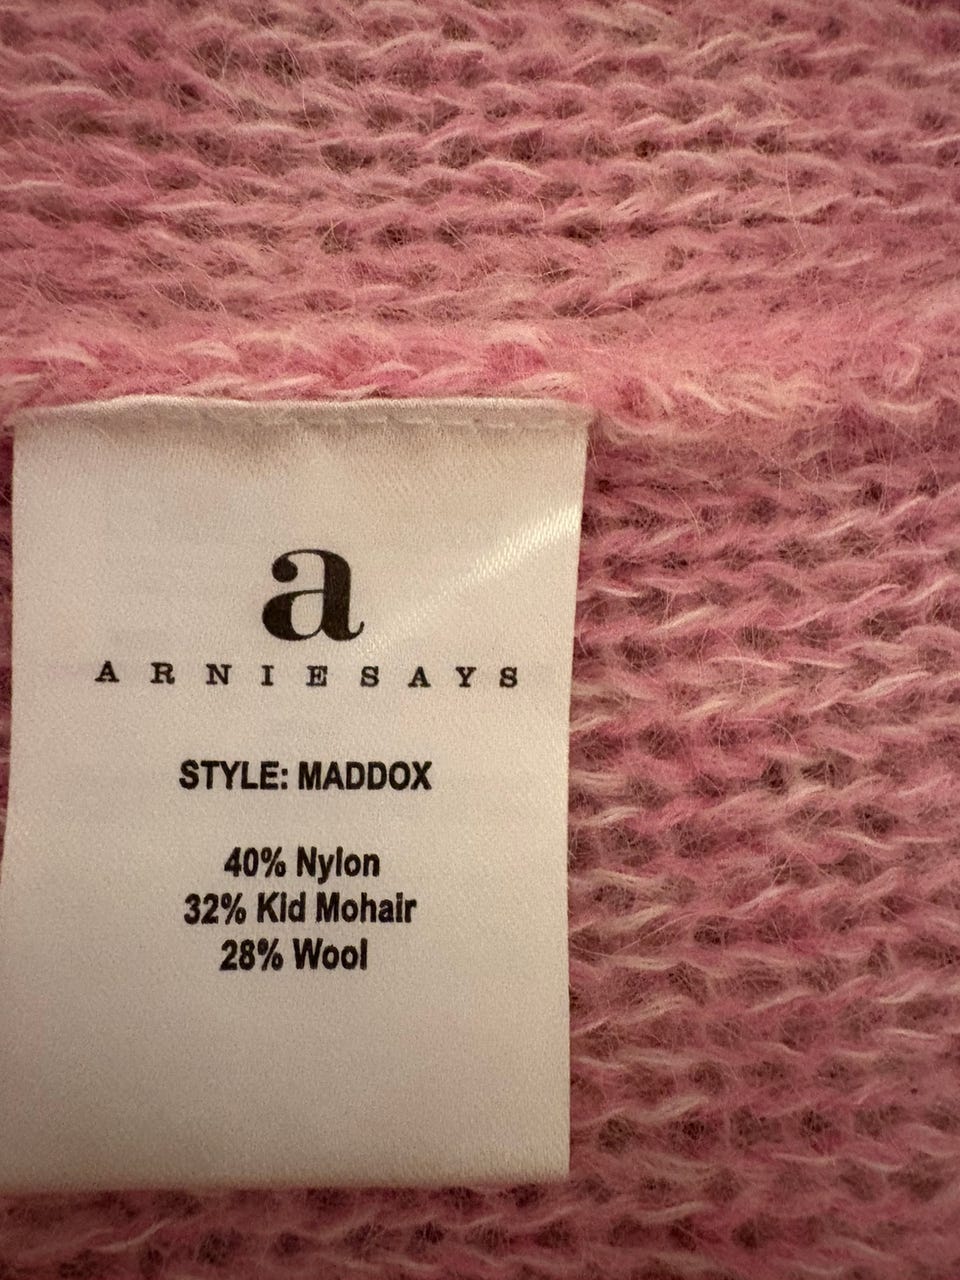 a
ARNIESAYS
STYLE: MADDOX
40% Nylon
32% Kid Mohair
28% Wool